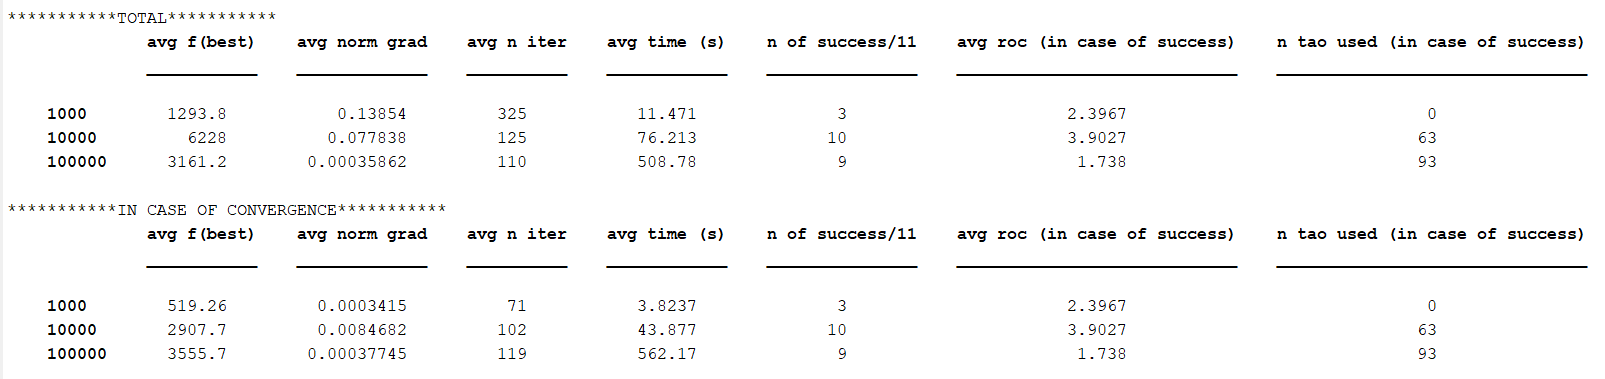 ***********TOTAL***********
avg f(best) avg norm grad avg n iter avg time (s) n of success/11 avg roc (in case of success) n tao used (in case of success)
1000 1293.8 0.13854 325 11.471 3 2.3967 0
10000 6228 0.077838 125 76.213 10 3.9027 63
100000 3161.2 0.00035862 110 508.78 9 1.738 93
***********IN CASE OF CONVERGENCE***********
avg f(best) avg norm grad avg n iter avg time (s) n of success/11 avg roc (in case of success) n tao used (in case of success)
1000 519.26 0.0003415 71 3.8237 3 2.3967 0
10000 2907.7 0.0084682 102 43.877 10 3.9027 63
100000 3555.7 0.00037745 119 562.17 9 1.738 93